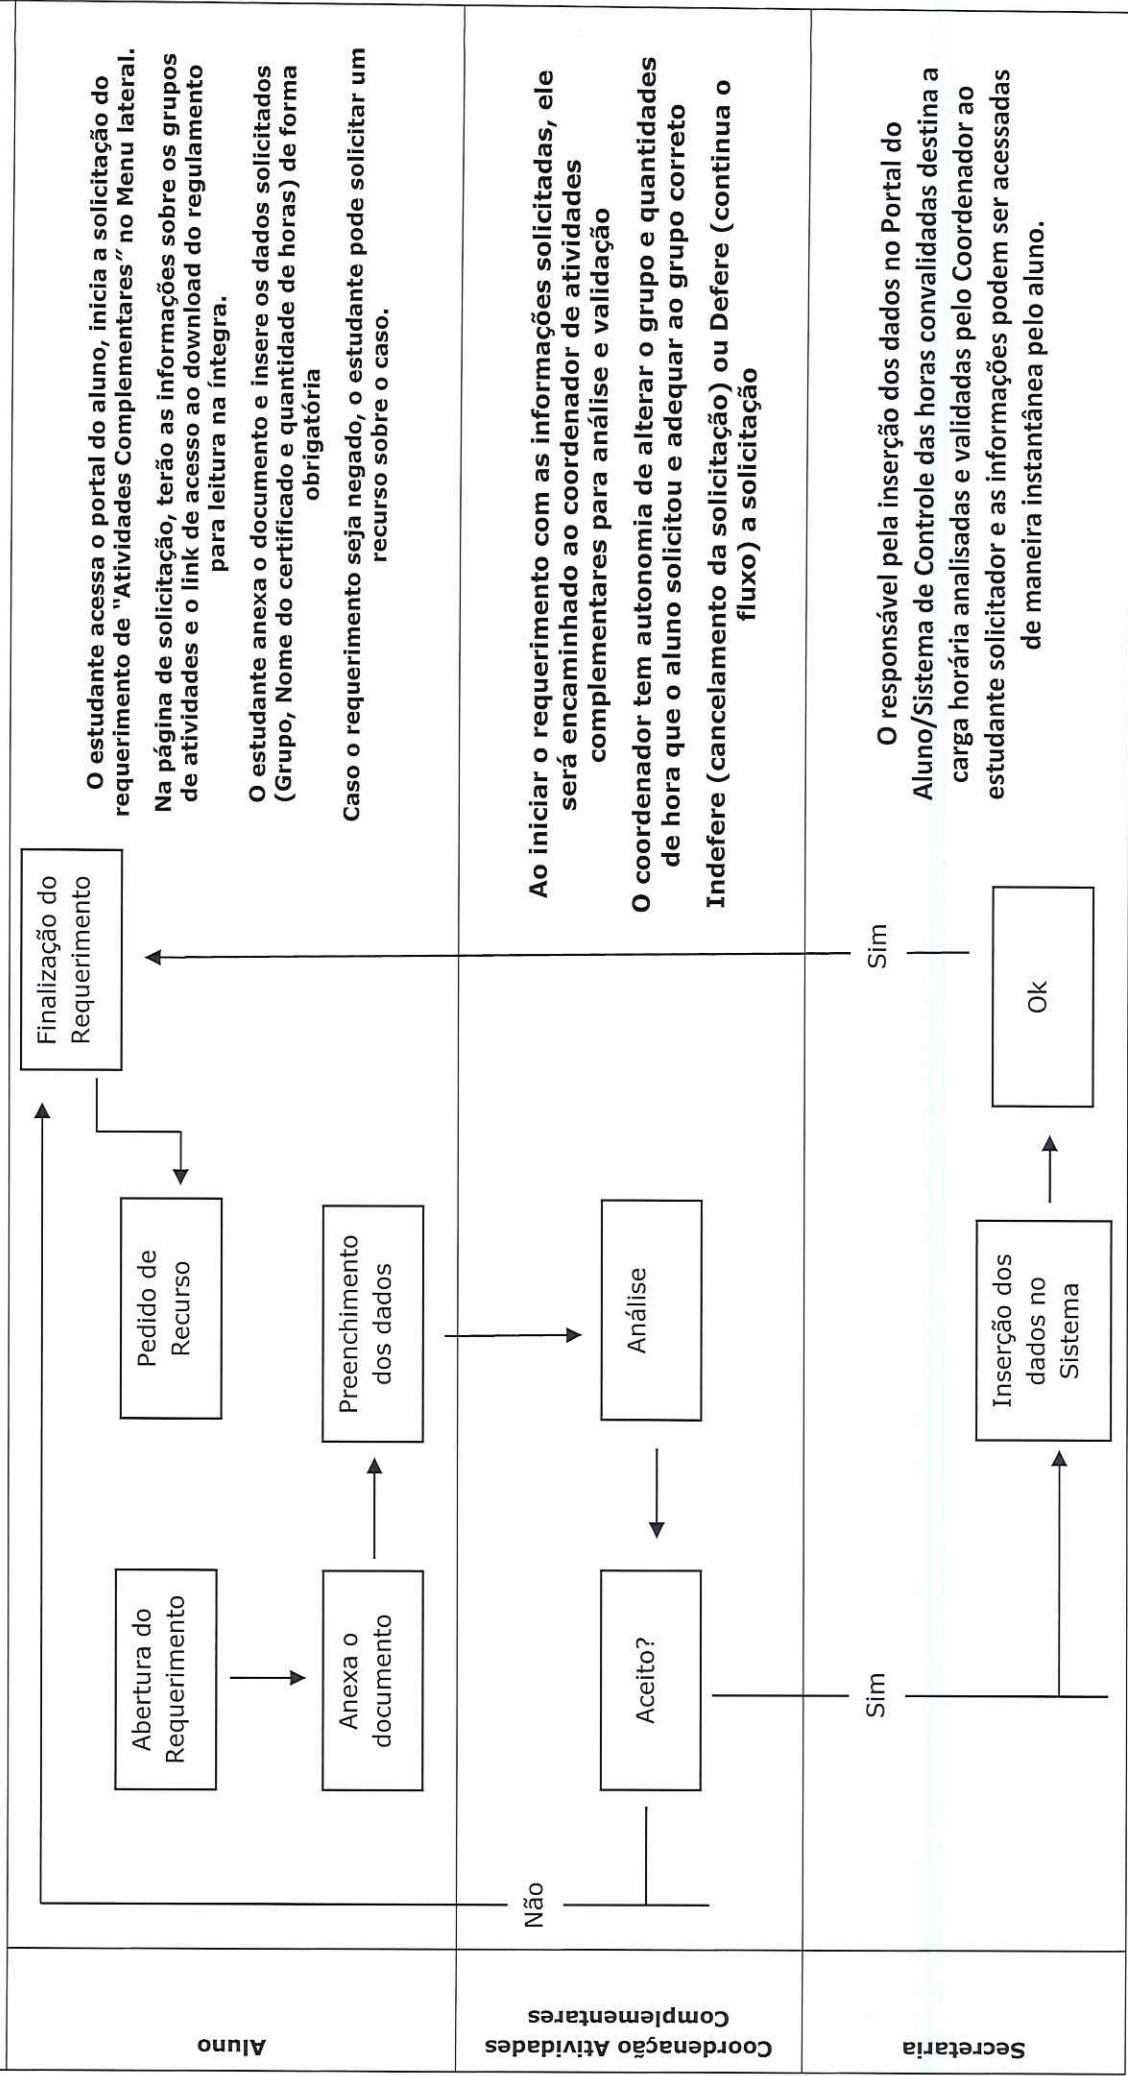 Aluno
Abertura do
Requerimento
Anexa o
documento
Preenchimento
dos dados
Pedido de
Recurso
Finalização do
Requerimento
O estudante acessa o portal do aluno, inicia a solicitação do
requerimento de “Atividades Complementares” no Menu lateral.
Na página de solicitação, terão as informações sobre os grupos
de atividades e o link de acesso ao download do regulamento
para leitura na íntegra.
O estudante anexa o documento e insere os dados solicitados
(Grupo, Nome do certificado e quantidade de horas) de forma
obrigatória
Caso o requerimento seja negado, o estudante pode solicitar um
recurso sobre o caso.
Coordenação Atividades
Complementares
Não
Aceito?
Análise
Ao iniciar o requerimento com as informações solicitadas, ele
será encaminhado ao coordenador de atividades
complementares para análise e validação
O coordenador tem autonomia de alterar o grupo e quantidades
de hora que o aluno solicitou e adequar ao grupo correto
Indefere (cancelamento da solicitação) ou Defere (continua o
fluxo) a solicitação
Secretaria
Sim
Inserção dos
dados no
Sistema
Ok
Sim
O responsável pela inserção dos dados no Portal do
Aluno/Sistema de Controle das horas convalidadas destina a
carga horária analisadas e validadas pelo Coordenador ao
estudante solicitador e as informações podem ser acessadas
de maneira instantânea pelo aluno.